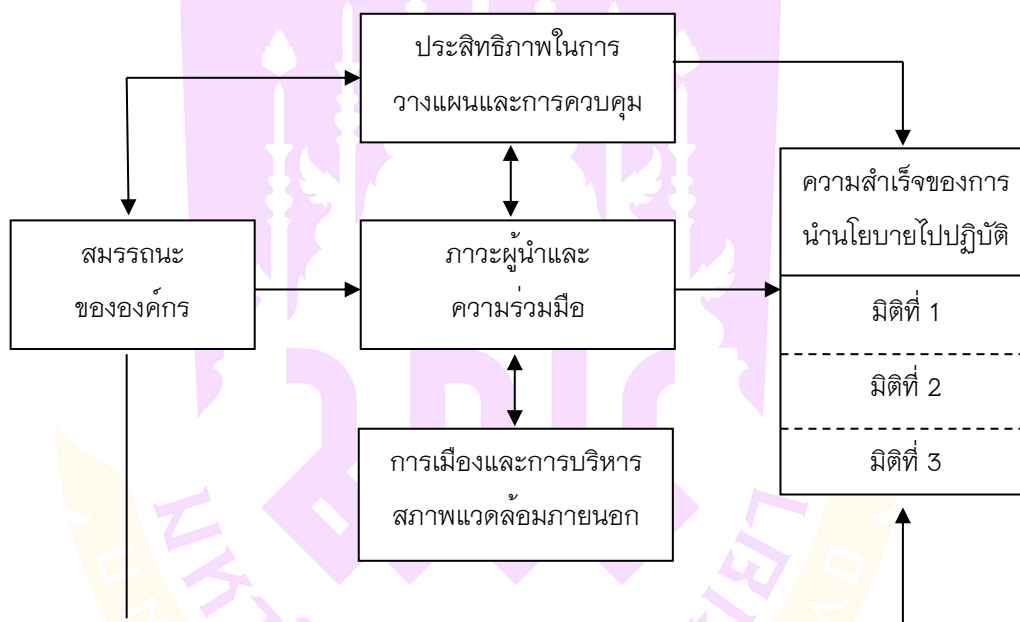 ประสิทธิภาพในการ
วางแผนและการควบคุม
ความสำเร็จของการ
นำนโยบายไปปฏิบัติ
สมรรถนะ
ขององค์กร
ภาวะผู้นำและ
ความร่วมมือ
มิติที่ 1
มิติที่ 2
มิติที่ 3
การเมืองและการบริหาร
สภาพแวดล้อมภายนอก